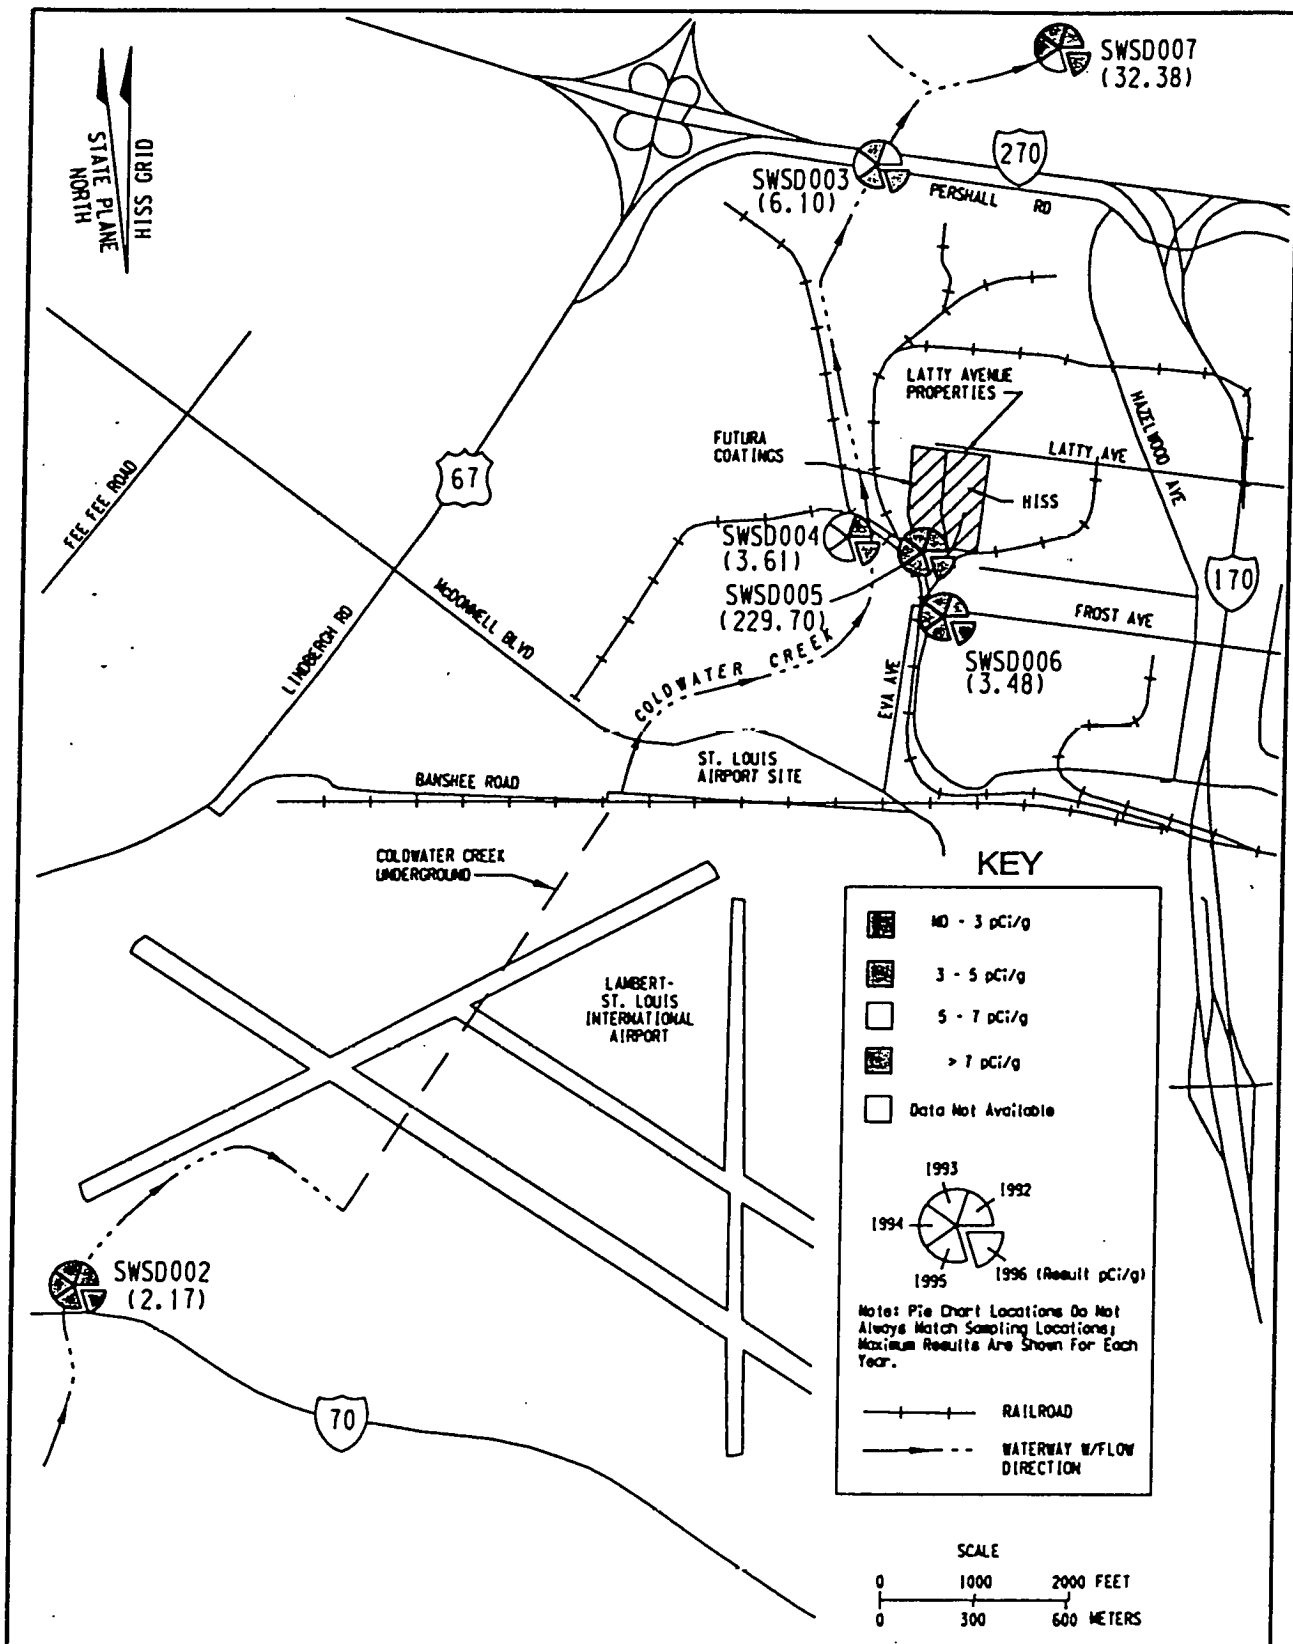 SWSD007
(32.38)
STATE PLANE
NORTH
HISS GRID
270
SWSD003
(6.10)
PERSHALL RD
LATTY AVENUE
PROPERTIES
HAZELWOOD AVE
FUTURA
COATINGS
LATTY AVE
67
HISS
FEE FEE ROAD
SWSD004
(3.61)
170
SWSD005
(229.70)
FROST AVE
McDONNELL BLVD
LINDBERGH RD
COLDWATER CREEK
SWSD006
(3.48)
EVA AVE
ST. LOUIS
AIRPORT SITE
BANSHEE ROAD
COLDWATER CREEK
UNDERGROUND
KEY
ND - 3 pCi/g
3 - 5 pCi/g
5 - 7 pCi/g
> 7 pCi/g
Data Not Available
LAMBERT-
ST. LOUIS
INTERNATIONAL
AIRPORT
1993
1992
1994
1995
1996 (Result pCi/g)
SWSD002
(2.17)
Note: Pie Chart Locations Do Not
Always Match Sampling Locations;
Maximum Results Are Shown For Each
Year.
70
RAILROAD
WATERWAY W/FLOW
DIRECTION
SCALE
0 1000 2000 FEET
0 300 600 METERS